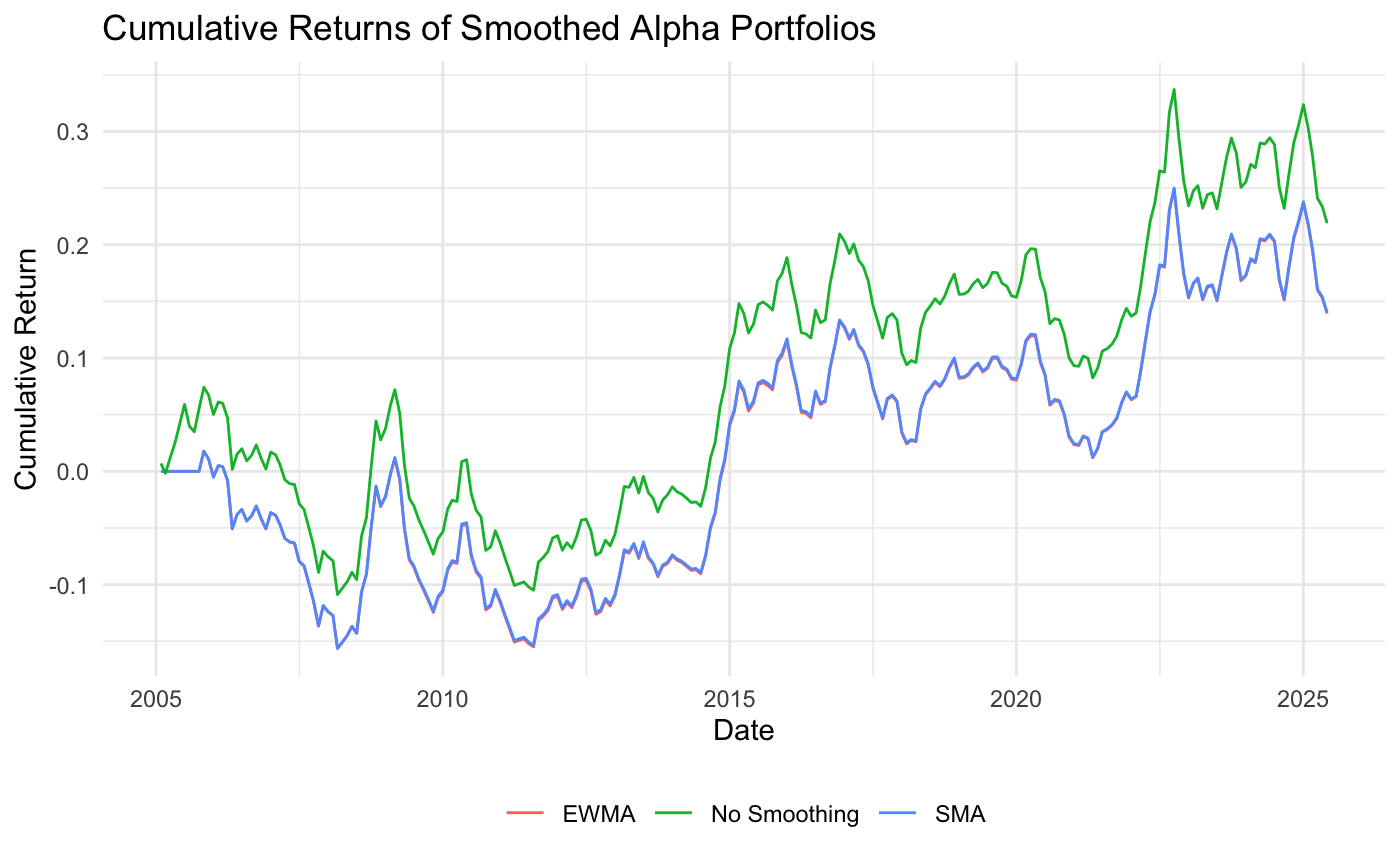 Cumulative Returns of Smoothed Alpha Portfolios
Cumulative Return
0.3
0.2
0.1
0.0
-0.1
2005 2010 2015 2020 2025
Date
EWMA No Smoothing SMA